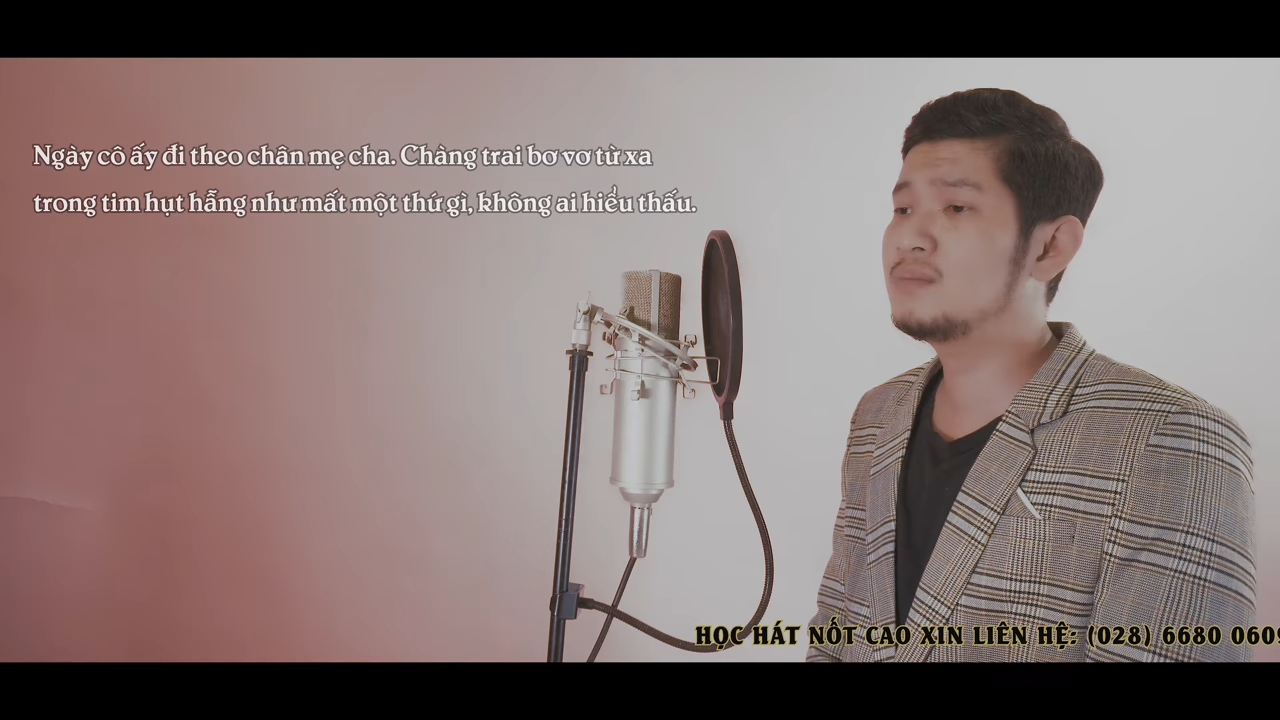 Ngày cô ấy đi theo chân mẹ cha. Chàng trai bơ vơ từ xa
trong tim hụt hẫng như mất một thứ gì, không ai hiểu thấu.
HỌC HÁT NỐT CAO XIN LIÊN HỆ: (028) 6680 0609